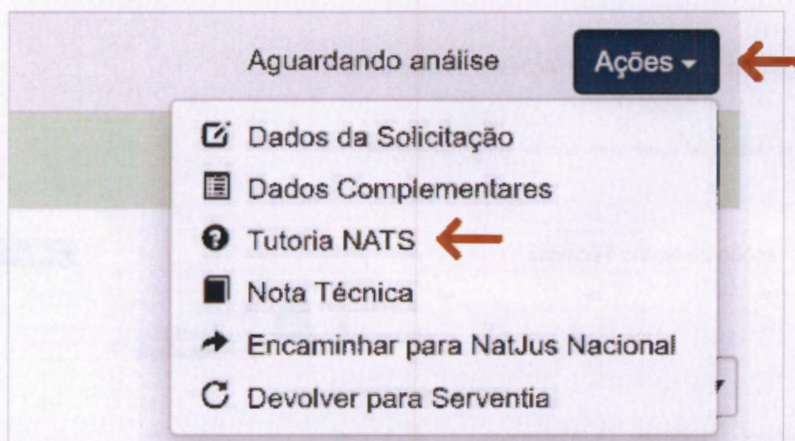 Aguardando análise
Ações
Dados da Solicitação
Dados Complementares
Tutoria NATS
Nota Técnica
Encaminhar para NatJus Nacional
Devolver para Serventia